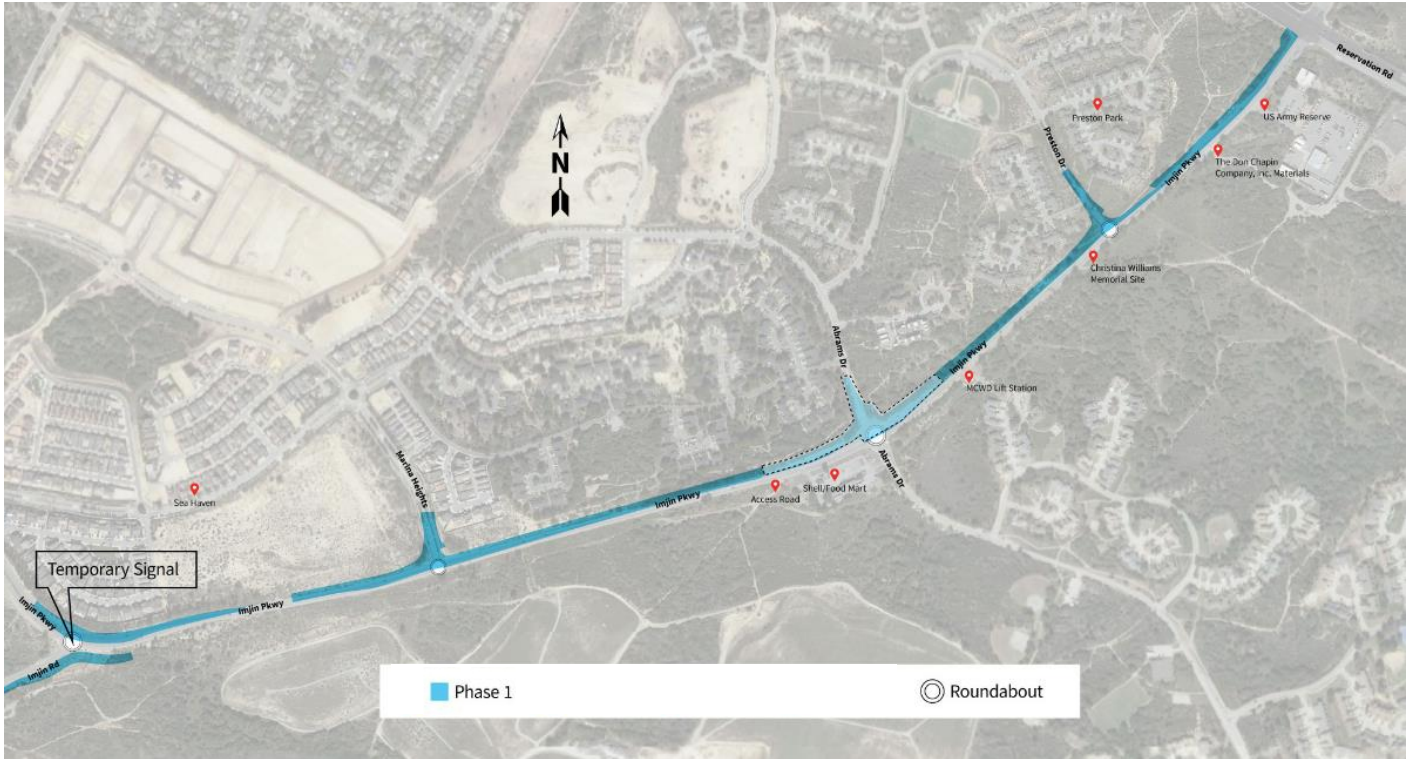 Reservation Rd
Preston Park
US Army Reserve
Preston Dr
Imjin Pkwy
The Don Chapin
Company, Inc. Materials
N
Christina Williams
Memorial Site
Abrams Dr
Imjin Pkwy
MCWD Lift Station
Marina Heights
Sea Haven
Imjin Pkwy
Access Road
Shell/Food Mart
Abrams Dr
Temporary Signal
Imjin Pkwy
Imjin Pkwy
Imjin Rd
Phase 1
Roundabout